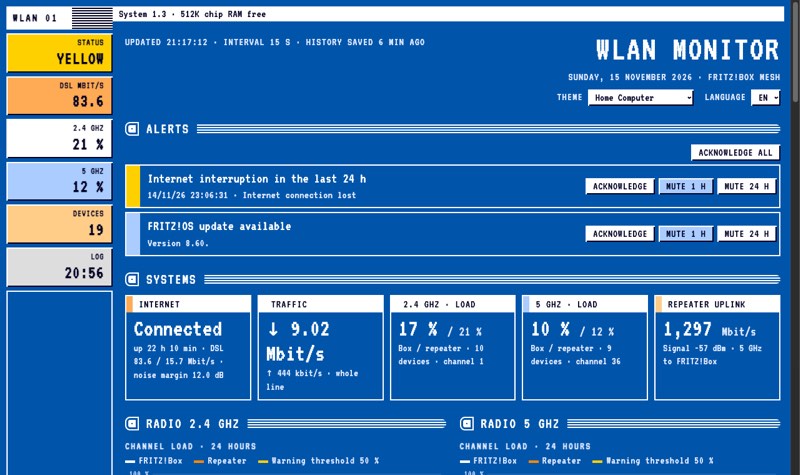 WLAN 01
System 1.3 · 512K chip RAM free
STATUS
YELLOW
DSL MBIT/S
83.6
2.4 GHZ
21 %
5 GHZ
12 %
DEVICES
19
LOG
20:56
UPDATED 21:17:12 · INTERVAL 15 S · HISTORY SAVED 6 MIN AGO
WLAN MONITOR
SUNDAY, 15 NOVEMBER 2026 · FRITZ!BOX MESH
THEME Home Computer LANGUAGE EN
ALERTS
ACKNOWLEDGE ALL
Internet interruption in the last 24 h
14/11/26 23:06:31 · Internet connection lost
ACKNOWLEDGE MUTE 1 H MUTE 24 H
FRITZ!OS update available
Version 8.60.
ACKNOWLEDGE MUTE 1 H MUTE 24 H
SYSTEMS
INTERNET
Connected
up 22 h 10 min · DSL
83.6 / 15.7 Mbit/s ·
noise margin 12.0 dB
TRAFFIC
↓ 9.02
Mbit/s
↑ 444 kbit/s · whole
line
2.4 GHZ · LOAD
17 % / 21 %
Box / repeater · 10
devices · channel 1
5 GHZ · LOAD
10 % / 12 %
Box / repeater · 9
devices · channel 36
REPEATER UPLINK
1,297 Mbit/s
Signal -57 dBm · 5 GHz
to FRITZ!Box
RADIO 2.4 GHZ
CHANNEL LOAD · 24 HOURS
FRITZ!Box Repeater Warning threshold 50 %
100 %
RADIO 5 GHZ
CHANNEL LOAD · 24 HOURS
FRITZ!Box Repeater Warning threshold 50 %
100 %